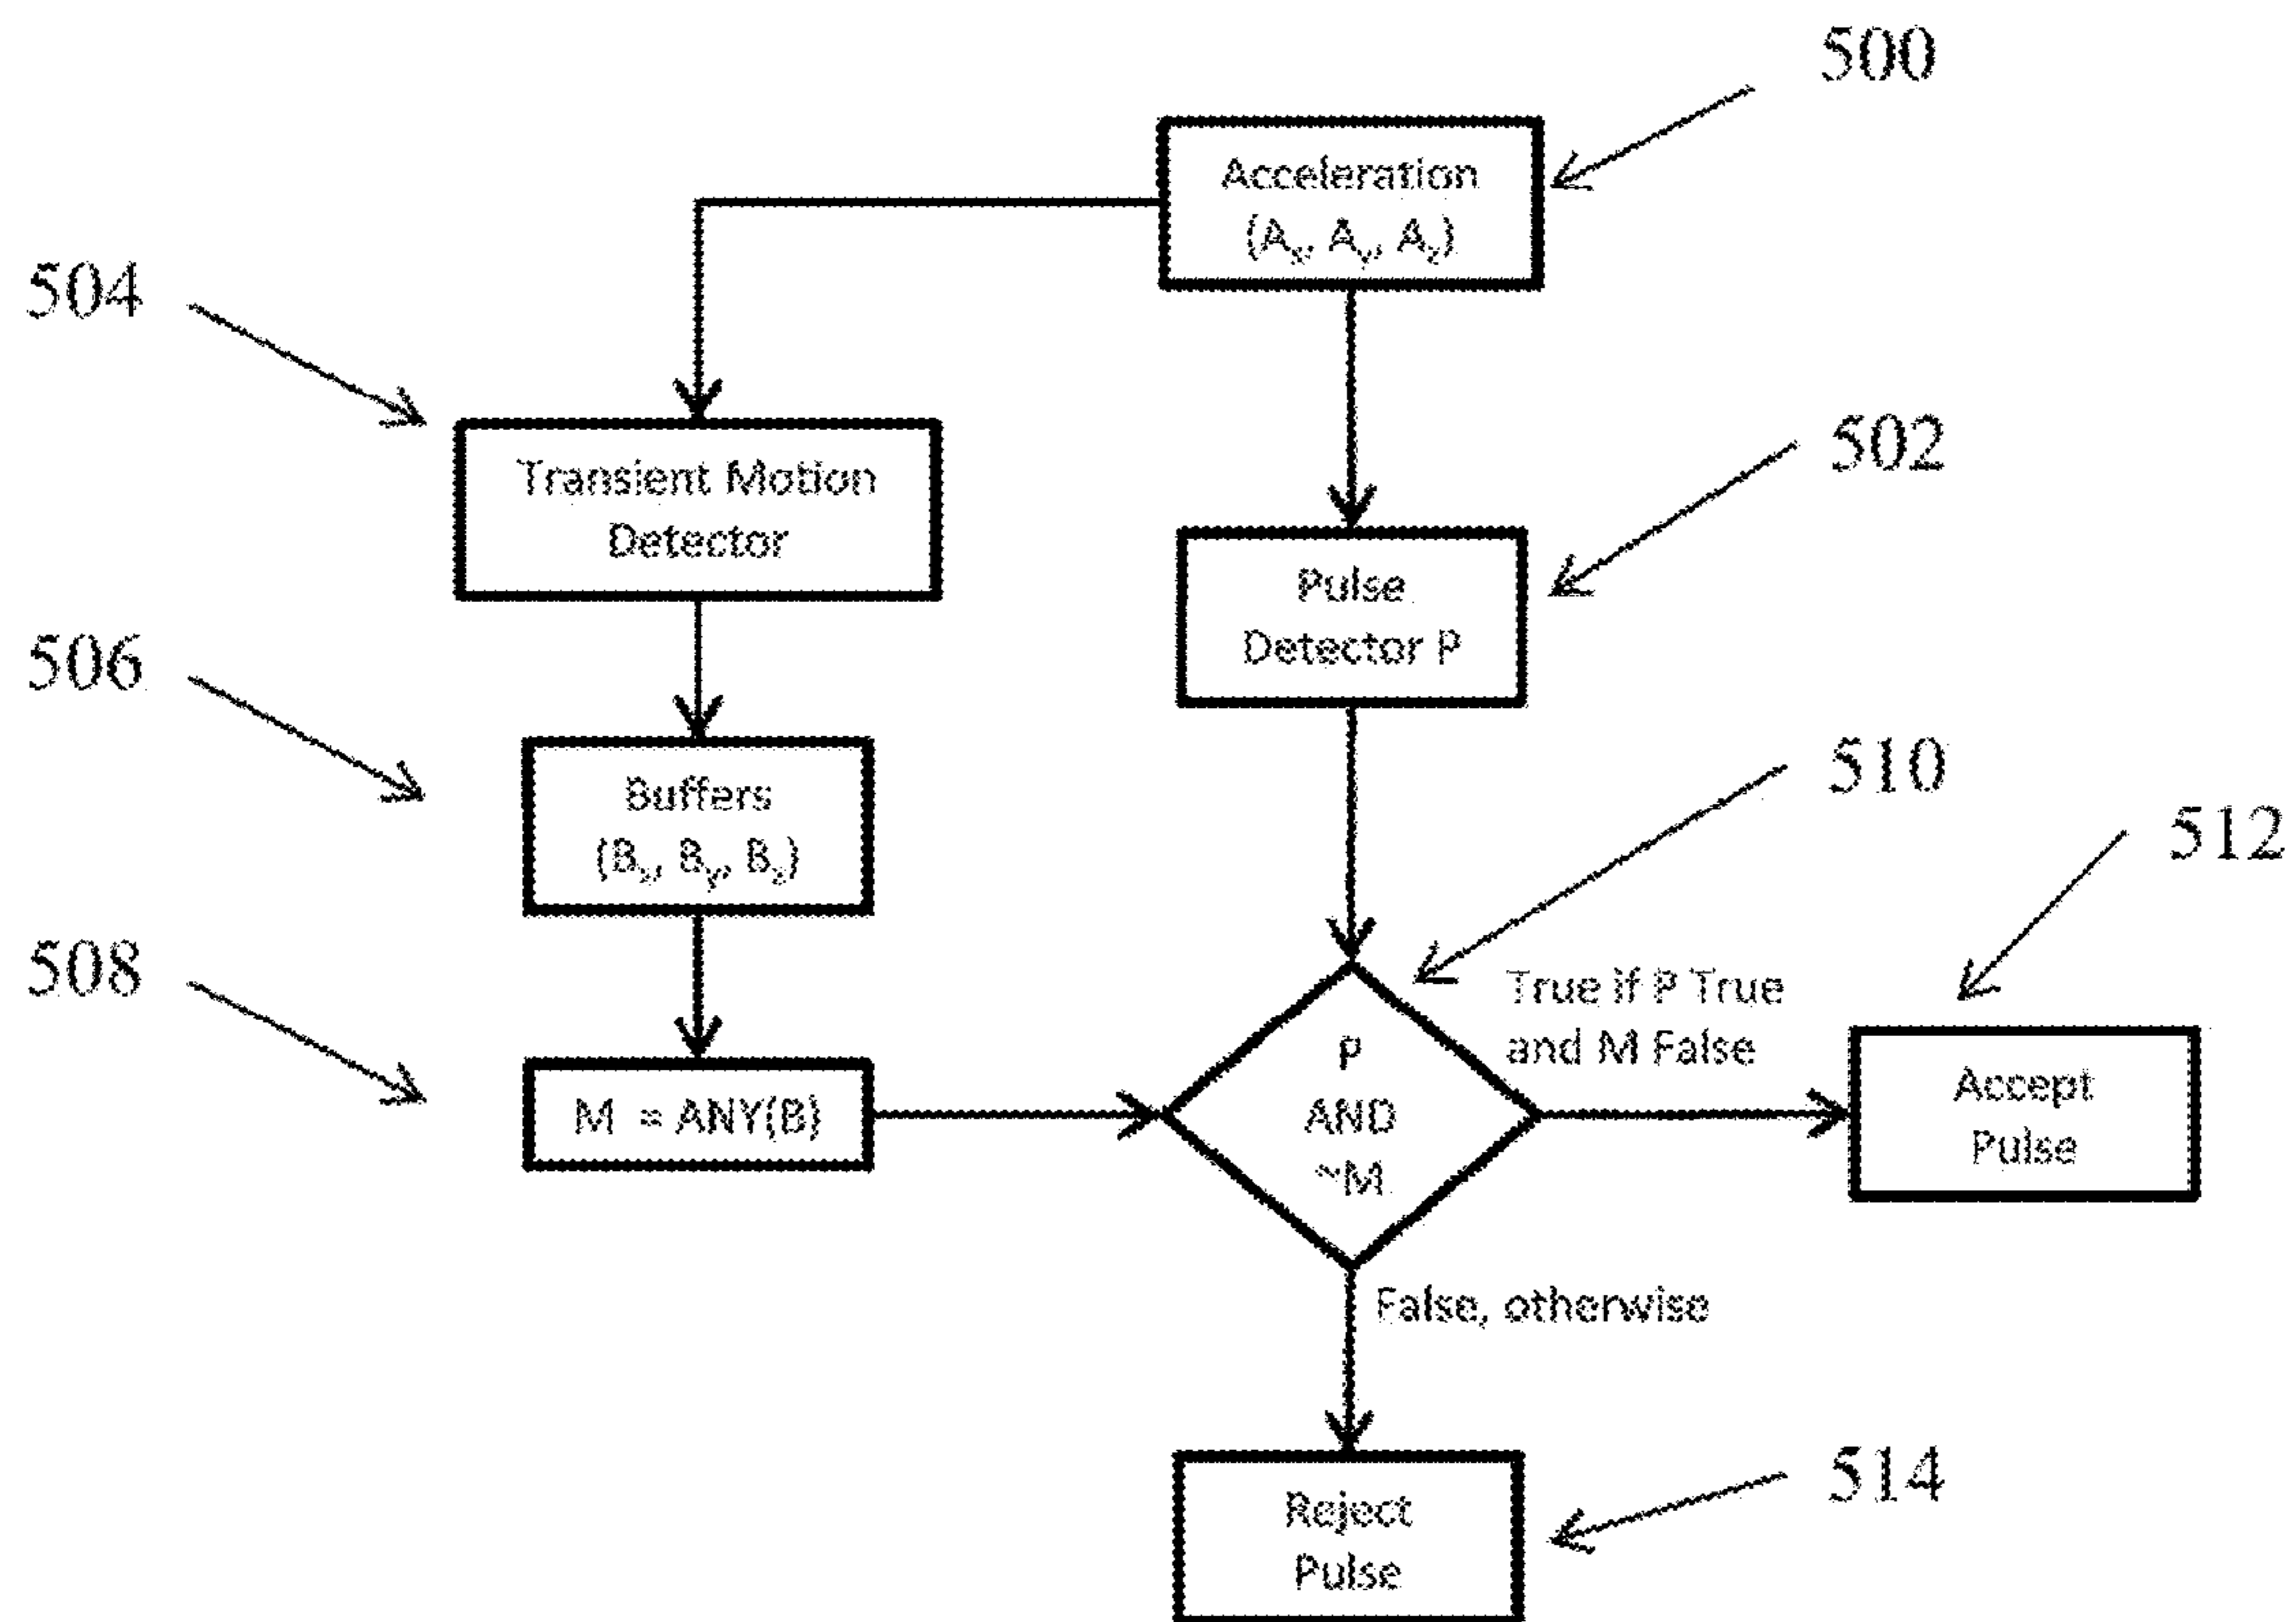 500
Acceleration
(Ax, Ay, Az)
504
Transient Motion
Detector
502
Pulse
Detector P
506
Buffers
(Bx, By, Bz)
510
512
508
M = ANY(B)
P
AND
~M
True if P True
and M False
Accept
Pulse
False, otherwise
514
Reject
Pulse